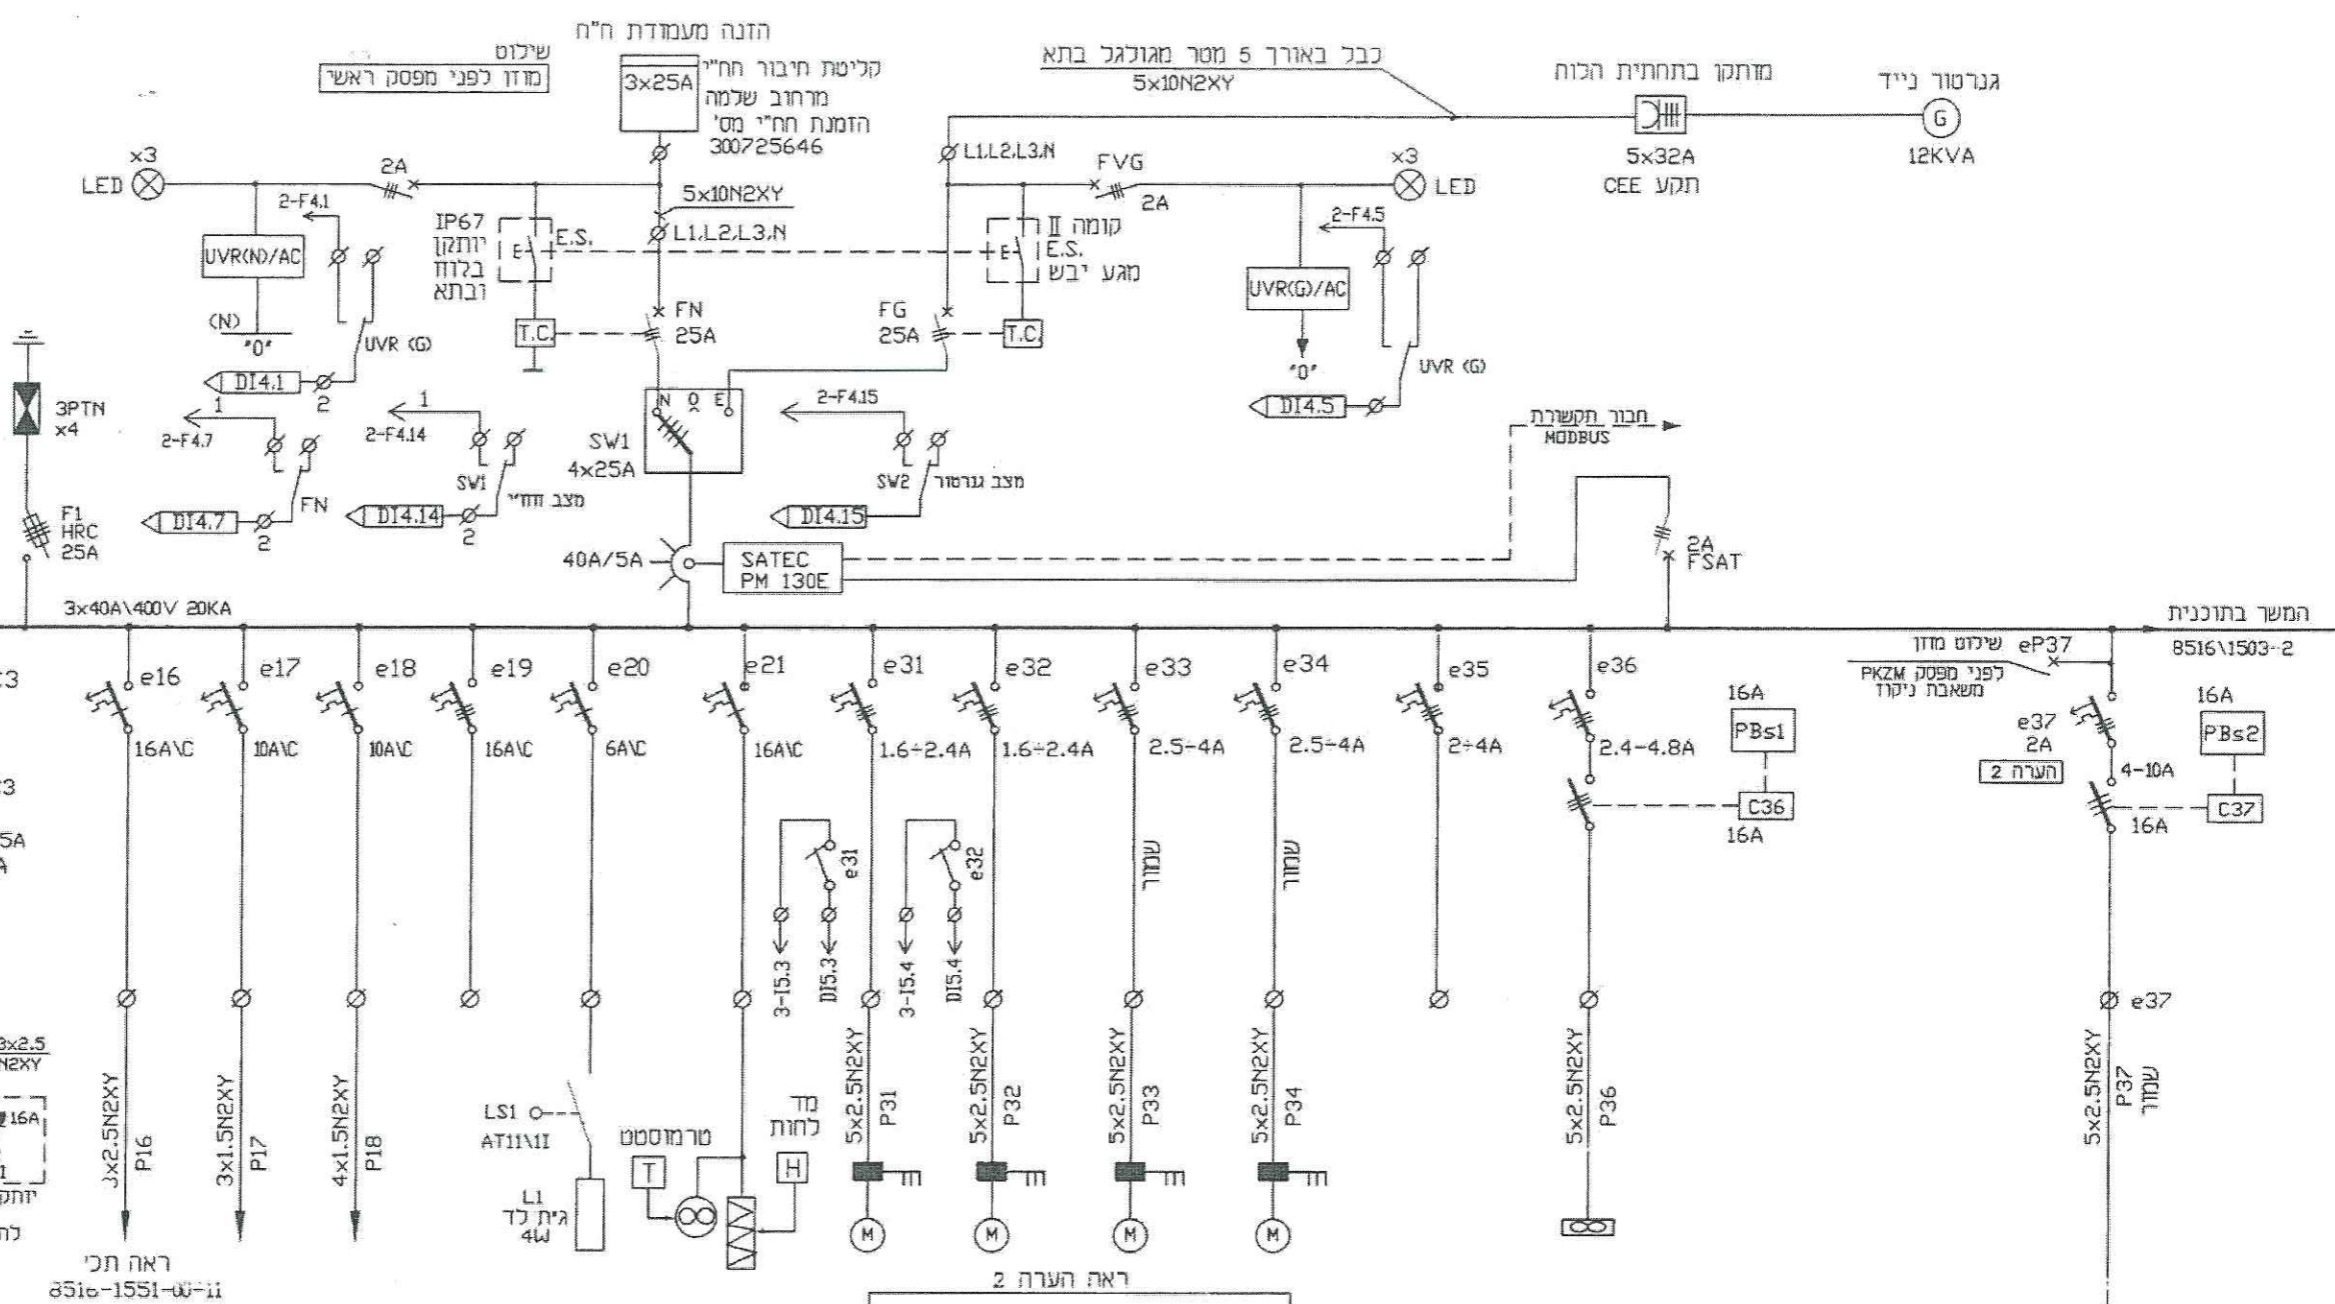 הזנה מעמודת ח"ח
שילוט
מוזן לפני מפסק ראשי
3x25A
קליטת חיבור חח"י
מרחוב שלמה
הזמנת חח"י מס'
300725646
כבל באורך 5 מטר מגולגל בתא
5x10N2XY
מותקן בתחתית הלוח
גנרטור נייד
G
12KVA
5x32A
תקע CEE
x3
LED
2A
2-F4.1
UVR(N)/AC
(N)
"0"
UVR (G)
DI4.1
2
IP67
יותקן
בלוח
ובתא
E
E.S.
T.C.
5x10N2XY
L1,L2,L3,N
FN
25A
L1,L2,L3,N
FVG
2A
x3
LED
קומה II
E
E.S.
מגע יבש
T.C.
FG
25A
2-F4.5
UVR(G)/AC
"0"
UVR (G)
DI4.5
3PTN
x4
F1
HRC
25A
1
2-F4.7
FN
DI4.7
2
1
2-F4.14
SW1
מצב חח"י
DI4.14
2
N O E
SW1
4x25A
2-F4.15
SW2
מצב גנרטור
DI4.15
חבור תקשורת
MODBUS
40A/5A
SATEC
PM 130E
2A
FSAT
3x40A\400V 20KA
המשך בתוכנית
8516\1503-2
e16
16A\C
e17
10A\C
e18
10A\C
e19
16A\C
e20
6A\C
e21
16A\C
e31
1.6÷2.4A
e32
1.6÷2.4A
e33
2.5÷4A
e34
2.5÷4A
e35
2÷4A
e36
2.4-4.8A
16A
PBs1
C36
16A
שילוט מוזן
לפני מפסק PKZM
משאבת ניקוז
eP37
e37
2A
הערה 2
4-10A
16A
16A
PBs2
C37
e31
3-I5.3
DI5.3
e32
3-I5.4
DI5.4
שמור
שמור
e37
3x2.5
N2XY
16A
3x2.5N2XY
P16
3x1.5N2XY
P17
4x1.5N2XY
P18
LS1
AT11\1I
L1
ג.ת לד
4W
טרמוסטט
T
מד
לחות
H
5x2.5N2XY
P31
M
5x2.5N2XY
P32
M
5x2.5N2XY
P33
M
5x2.5N2XY
P34
M
5x2.5N2XY
P36
5x2.5N2XY
P37
שמור
ראה תכי
ראה הערה 2